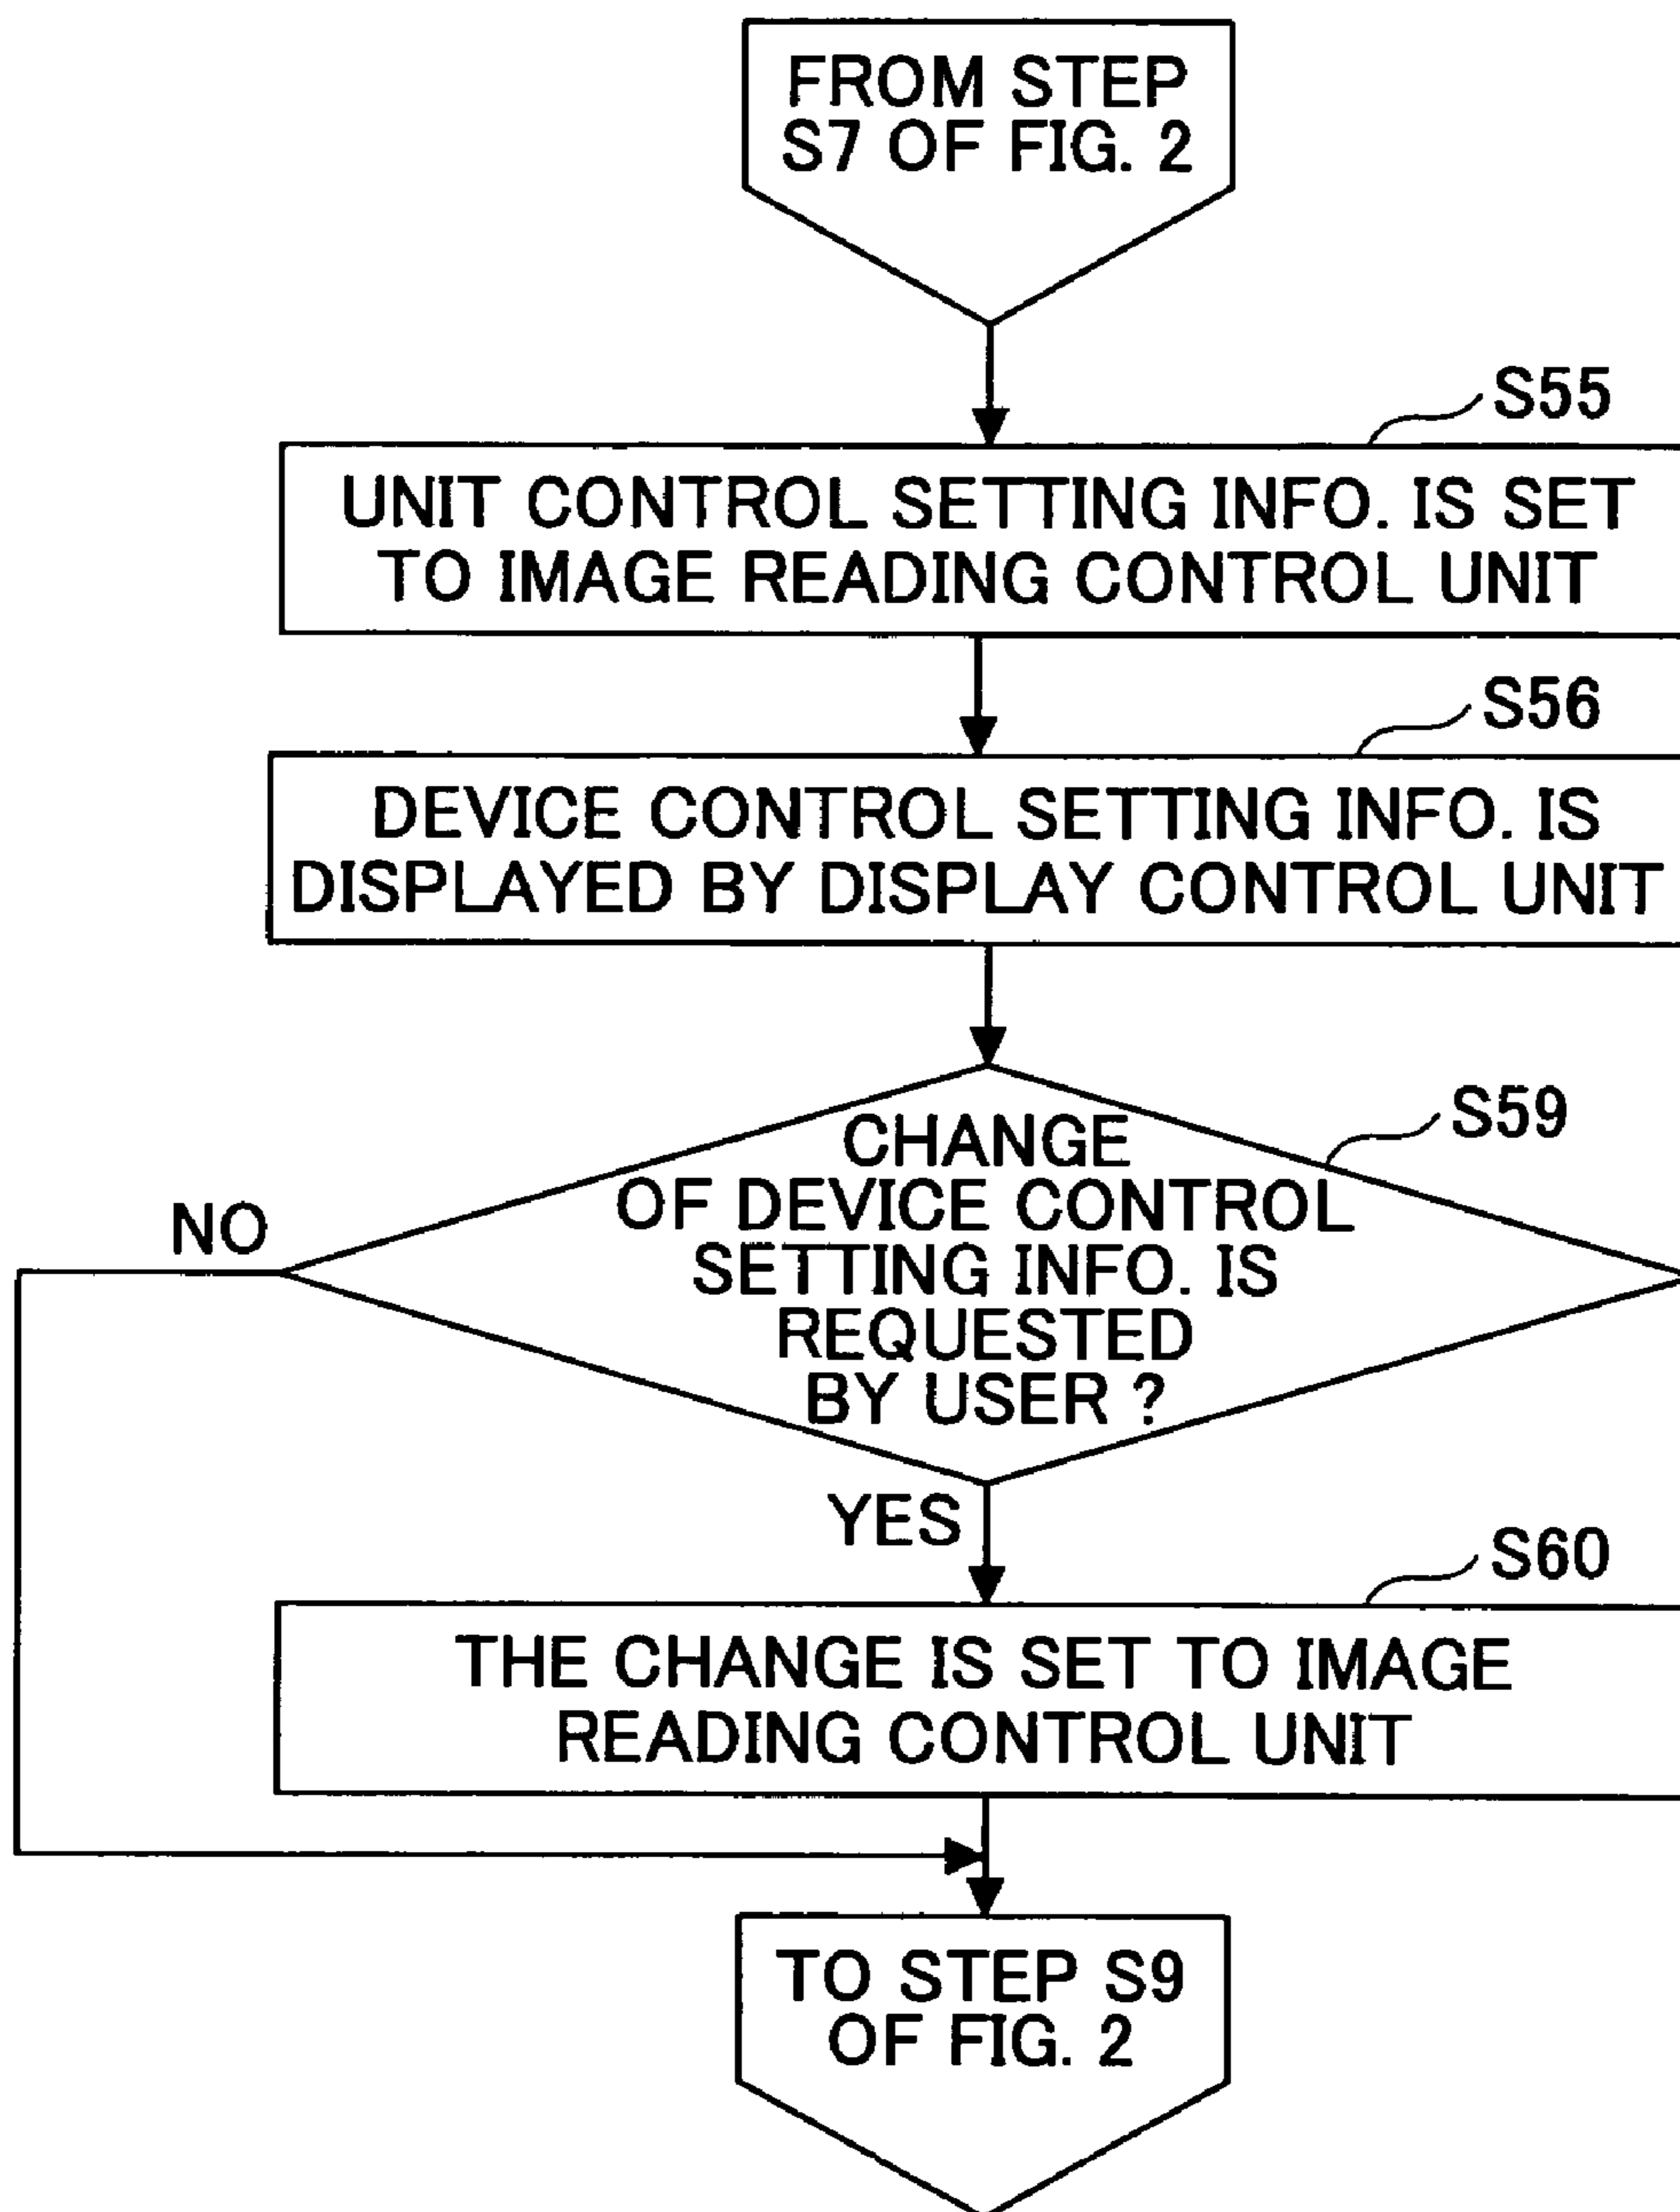 FROM STEP
S7 OF FIG. 2
S55
UNIT CONTROL SETTING INFO. IS SET
TO IMAGE READING CONTROL UNIT
S56
DEVICE CONTROL SETTING INFO. IS
DISPLAYED BY DISPLAY CONTROL UNIT
S59
CHANGE
OF DEVICE CONTROL
SETTING INFO. IS
REQUESTED
BY USER ?
NO
YES
S60
THE CHANGE IS SET TO IMAGE
READING CONTROL UNIT
TO STEP S9
OF FIG. 2